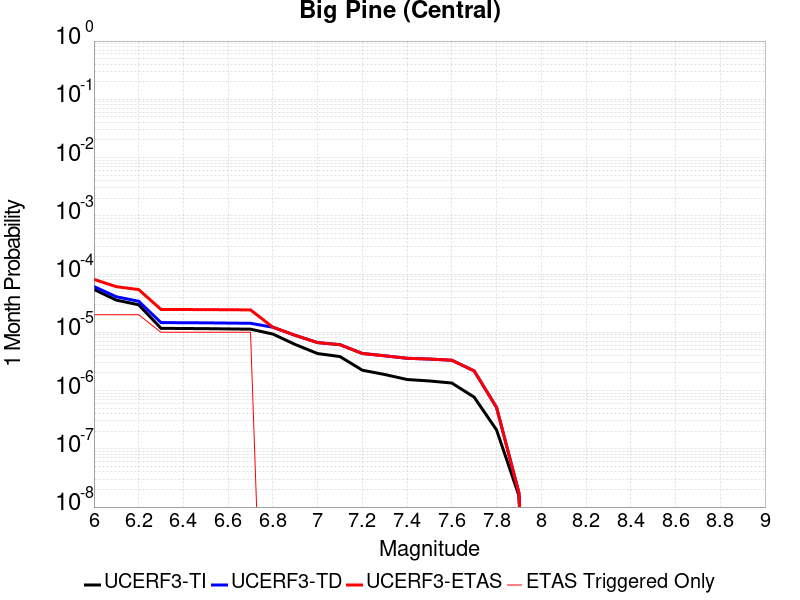 Big Pine (Central)
10^0
10^-1
10^-2
10^-3
10^-4
10^-5
10^-6
10^-7
10^-8
1 Month Probability
6 6.2 6.4 6.6 6.8 7 7.2 7.4 7.6 7.8 8 8.2 8.4 8.6 8.8 9
Magnitude
UCERF3-TI UCERF3-TD UCERF3-ETAS ETAS Triggered Only